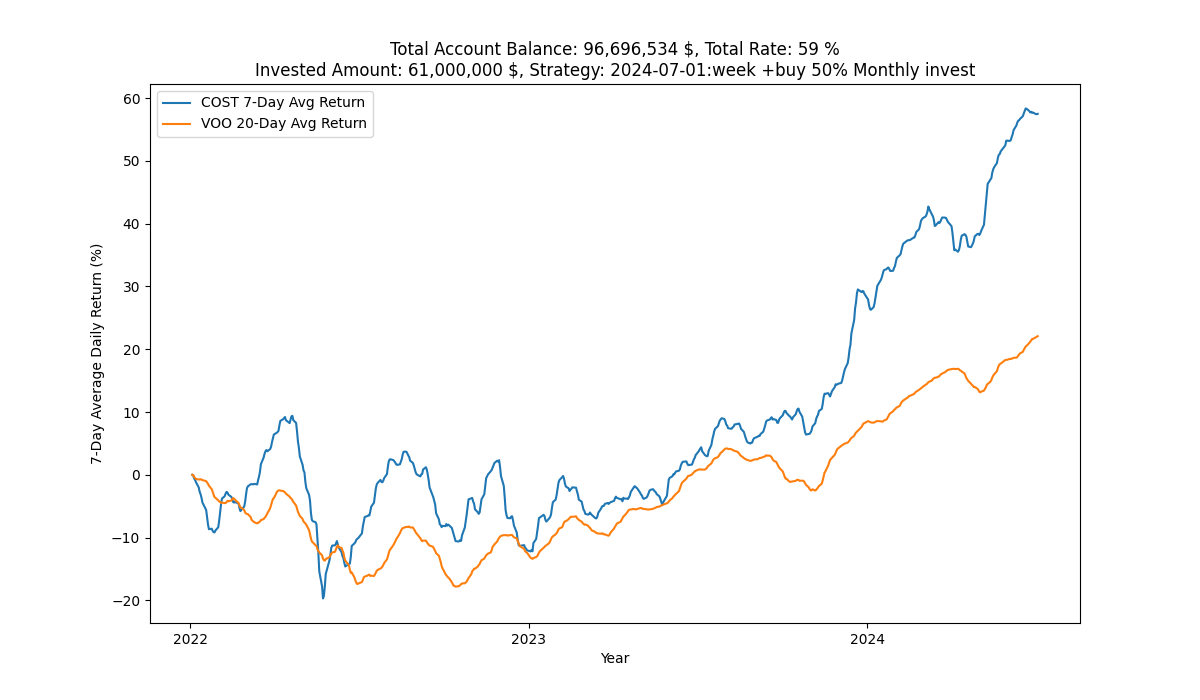 Total Account Balance: 96,696,534 $, Total Rate: 59 %
Invested Amount: 61,000,000 $, Strategy: 2024-07-01:week +buy 50% Monthly invest
COST 7-Day Avg Return
VOO 20-Day Avg Return
7-Day Average Daily Return (%)
60
50
40
30
20
10
0
−10
−20
2022
2023
2024
Year